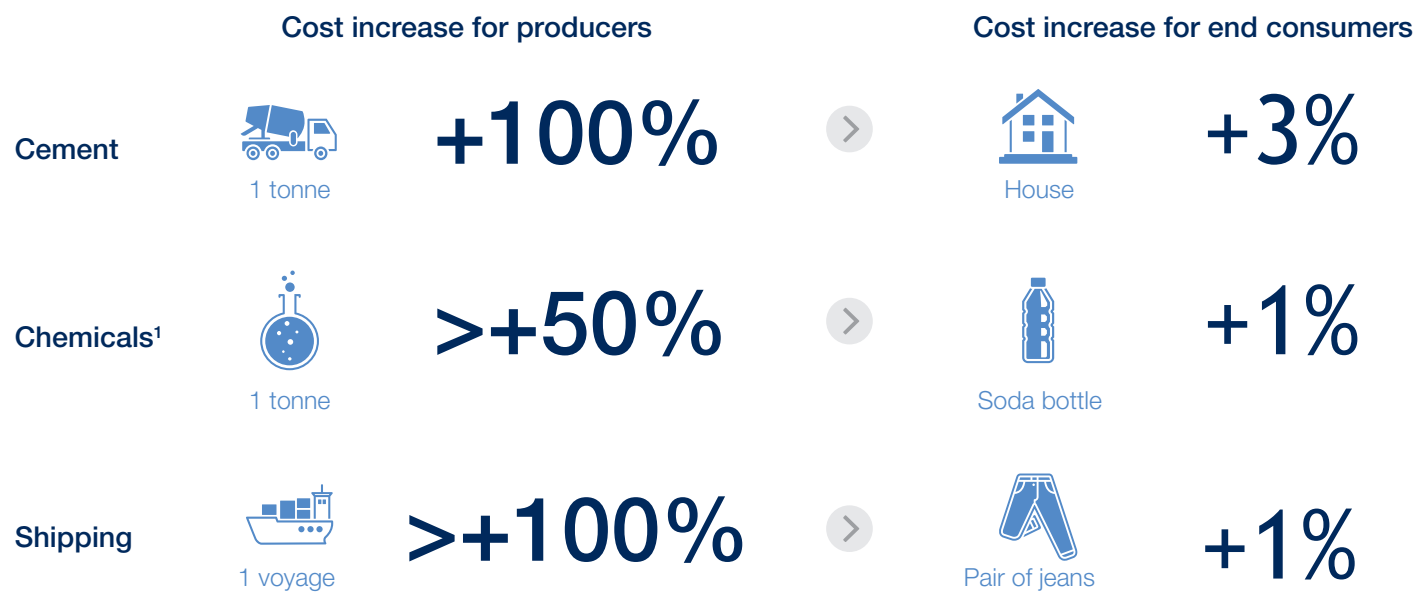 Cost increase for producers
Cost increase for end consumers
Cement
1 tonne
+100%
House
+3%
Chemicals¹
1 tonne
>+50%
Soda bottle
+1%
Shipping
1 voyage
>+100%
Pair of jeans
+1%